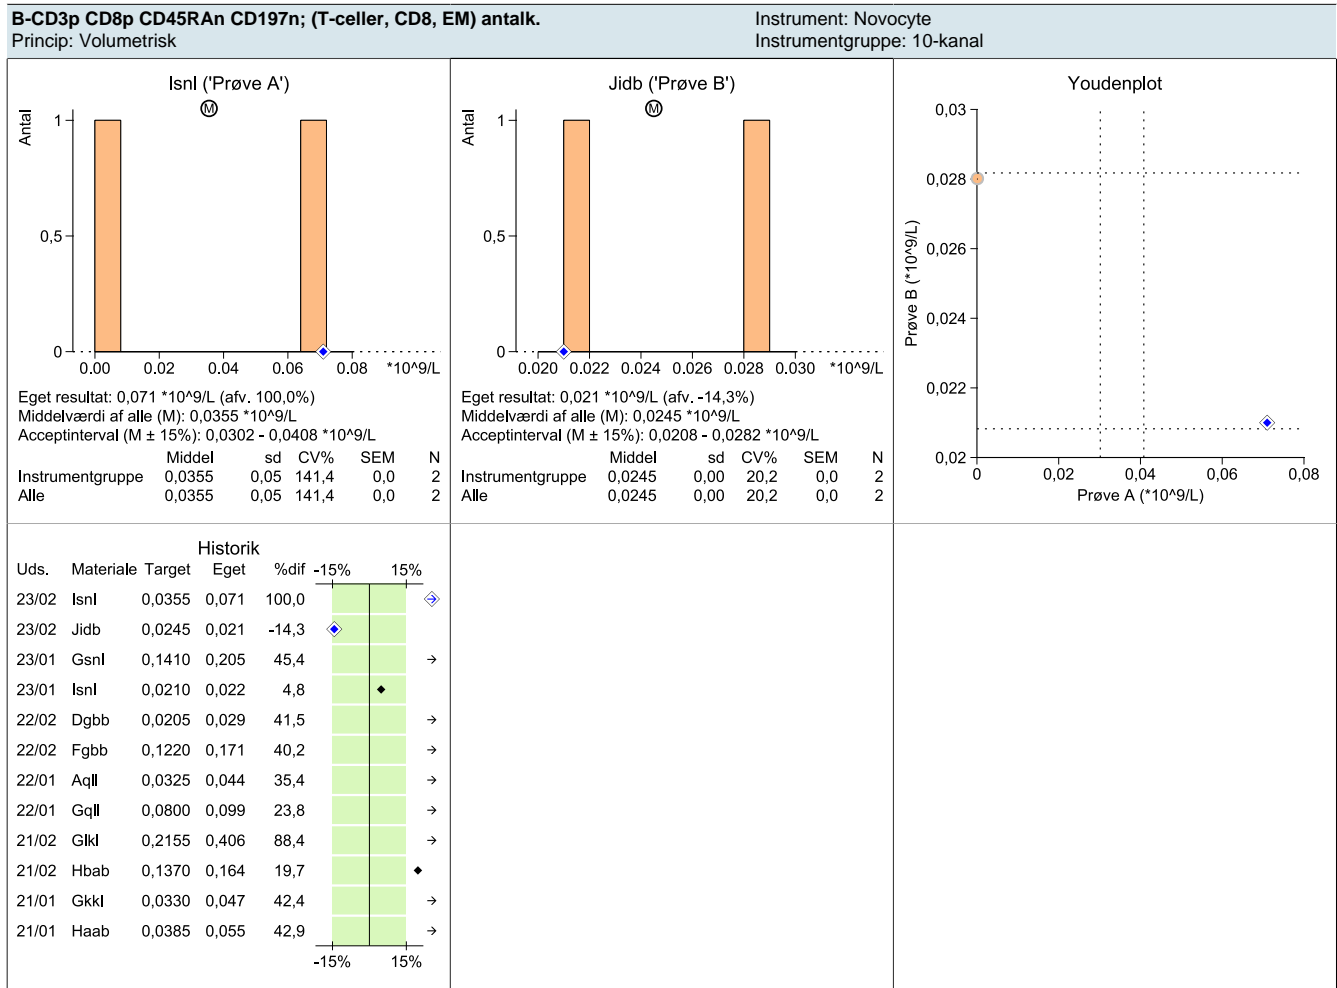 B-CD3p CD8p CD45RAn CD197n; (T-celler, CD8, EM) antalk.
Instrument: Novocyte
Princip: Volumetrisk
Instrumentgruppe: 10-kanal
Isnl ('Prøve A')
M
Antal
1
0,5
0
0.00 0.02 0.04 0.06 0.08 *10^9/L
Eget resultat: 0,071 *10^9/L (afv. 100,0%)
Middelværdi af alle (M): 0,0355 *10^9/L
Acceptinterval (M ± 15%): 0,0302 - 0,0408 *10^9/L
Middel sd CV% SEM N
Instrumentgruppe 0,0355 0,05 141,4 0,0 2
Alle 0,0355 0,05 141,4 0,0 2
Jidb ('Prøve B')
M
Antal
1
0,5
0
0.020 0.022 0.024 0.026 0.028 0.030 *10^9/L
Eget resultat: 0,021 *10^9/L (afv. -14,3%)
Middelværdi af alle (M): 0,0245 *10^9/L
Acceptinterval (M ± 15%): 0,0208 - 0,0282 *10^9/L
Middel sd CV% SEM N
Instrumentgruppe 0,0245 0,00 20,2 0,0 2
Alle 0,0245 0,00 20,2 0,0 2
Youdenplot
Prøve B (*10^9/L)
0,03
0,028
0,026
0,024
0,022
0,02
0 0,02 0,04 0,06 0,08
Prøve A (*10^9/L)
Historik
Uds. Materiale Target Eget %dif -15% 15%
23/02 Isnl 0,0355 0,071 100,0
23/02 Jidb 0,0245 0,021 -14,3
23/01 Gsnl 0,1410 0,205 45,4
23/01 Isnl 0,0210 0,022 4,8
22/02 Dgbb 0,0205 0,029 41,5
22/02 Fgbb 0,1220 0,171 40,2
22/01 Aqll 0,0325 0,044 35,4
22/01 Gqll 0,0800 0,099 23,8
21/02 Glkl 0,2155 0,406 88,4
21/02 Hbab 0,1370 0,164 19,7
21/01 Gkkl 0,0330 0,047 42,4
21/01 Haab 0,0385 0,055 42,9
-15% 15%